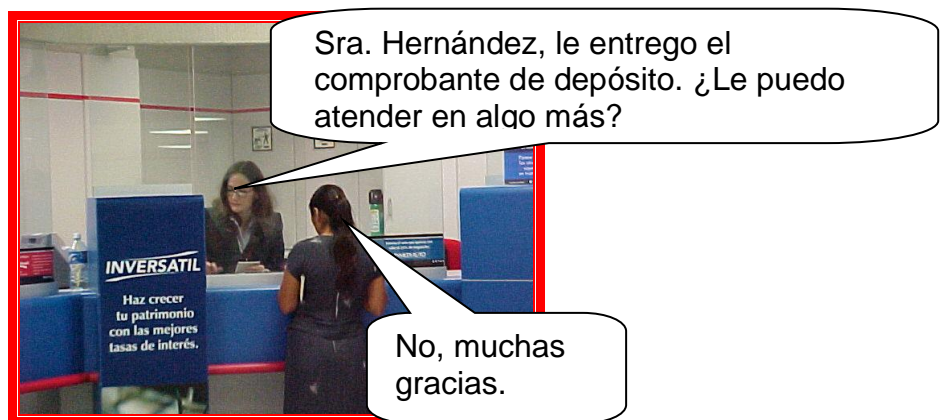 Sra. Hernández, le entrego el
comprobante de depósito. ¿Le puedo
atender en algo más?
INVERSATIL
Haz crecer
tu patrimonio
con las mejores
tasas de interés.
No, muchas
gracias.